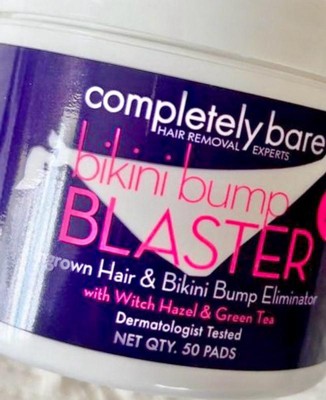 completely bare
HAIR REMOVAL EXPERTS
bikini bump
BLASTER
grown Hair & Bikini Bump Eliminator
with Witch Hazel & Green Tea
Dermatologist Tested
NET QTY. 50 PADS